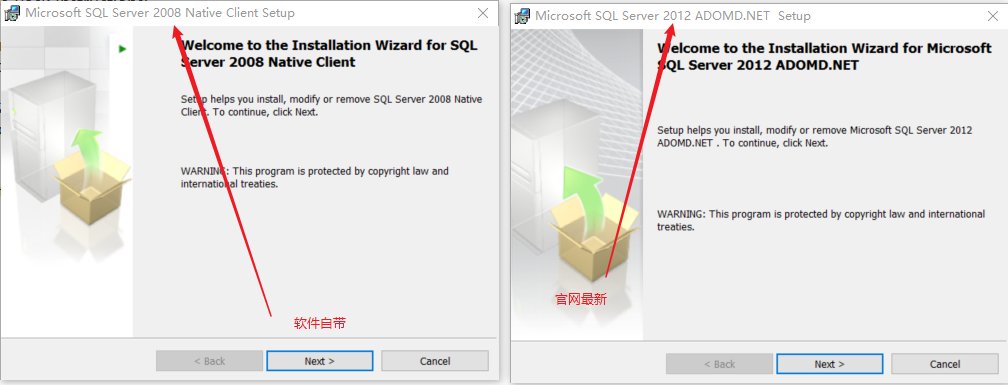 Microsoft SQL Server 2008 Native Client Setup
Welcome to the Installation Wizard for SQL
Server 2008 Native Client
Setup helps you install, modify or remove SQL Server 2008 Native
Client. To continue, click Next.
WARNING: This program is protected by copyright law and
international treaties.
软件自带
< Back
Next >
Cancel
Microsoft SQL Server 2012 ADOMD.NET Setup
Welcome to the Installation Wizard for Microsoft
SQL Server 2012 ADOMD.NET
Setup helps you install, modify or remove Microsoft SQL Server 2012
ADOMD.NET . To continue, click Next.
WARNING: This program is protected by copyright law and international
treaties.
官网最新
< Back
Next >
Cancel